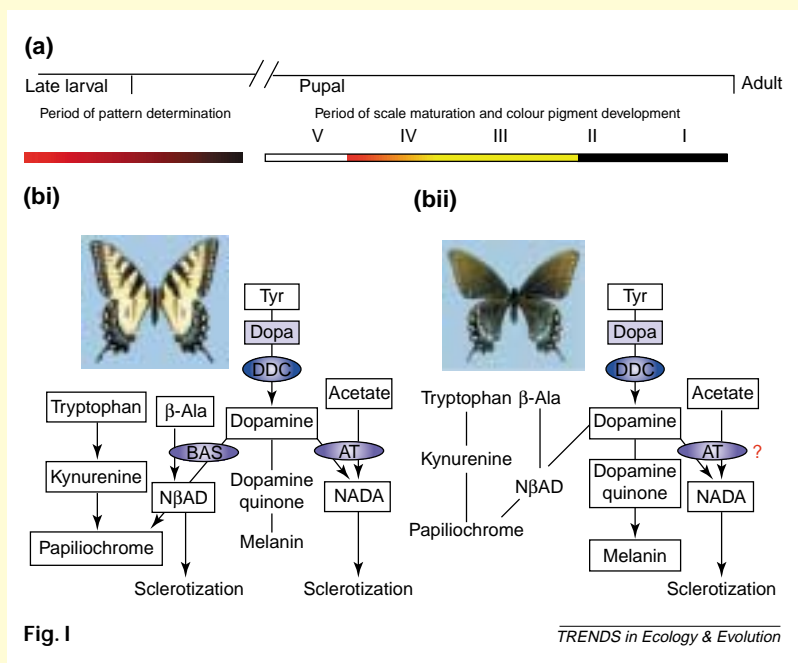 (a)
Late larval
Pupal
Adult
Period of pattern determination
Period of scale maturation and colour pigment development
V IV III II I
(bi)
Tyr
Dopa
DDC
Tryptophan
β-Ala
Dopamine
Acetate
BAS
AT
Kynurenine
NβAD
Dopamine
quinone
NADA
Papiliochrome
Melanin
Sclerotization
Sclerotization
(bii)
Tyr
Dopa
DDC
Tryptophan β-Ala
Dopamine
Acetate
AT ?
Kynurenine
NβAD
Dopamine
quinone
NADA
Papiliochrome
Melanin
Sclerotization
Fig. I
TRENDS in Ecology & Evolution